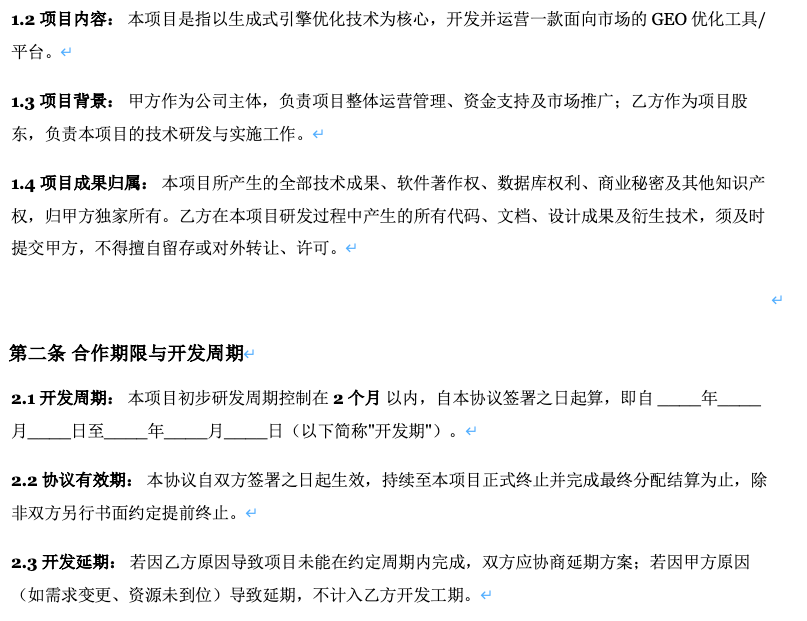 1.2 项目内容： 本项目是指以生成式引擎优化技术为核心，开发并运营一款面向市场的 GEO 优化工具/
平台。↵
1.3 项目背景： 甲方作为公司主体，负责项目整体运营管理、资金支持及市场推广；乙方作为项目股
东，负责本项目的技术研发与实施工作。↵
1.4 项目成果归属： 本项目所产生的全部技术成果、软件著作权、数据库权利、商业秘密及其他知识产
权，归甲方独家所有。乙方在本项目研发过程中产生的所有代码、文档、设计成果及衍生技术，须及时
提交甲方，不得擅自留存或对外转让、许可。↵
↵
第二条 合作期限与开发周期↵
2.1 开发周期： 本项目初步研发周期控制在 2 个月 以内，自本协议签署之日起算，即自 _____年_____
月_____日至_____年_____月_____日（以下简称"开发期"）。↵
2.2 协议有效期： 本协议自双方签署之日起生效，持续至本项目正式终止并完成最终分配结算为止，除
非双方另行书面约定提前终止。↵
2.3 开发延期： 若因乙方原因导致项目未能在约定周期内完成，双方应协商延期方案；若因甲方原因
（如需求变更、资源未到位）导致延期，不计入乙方开发工期。↵